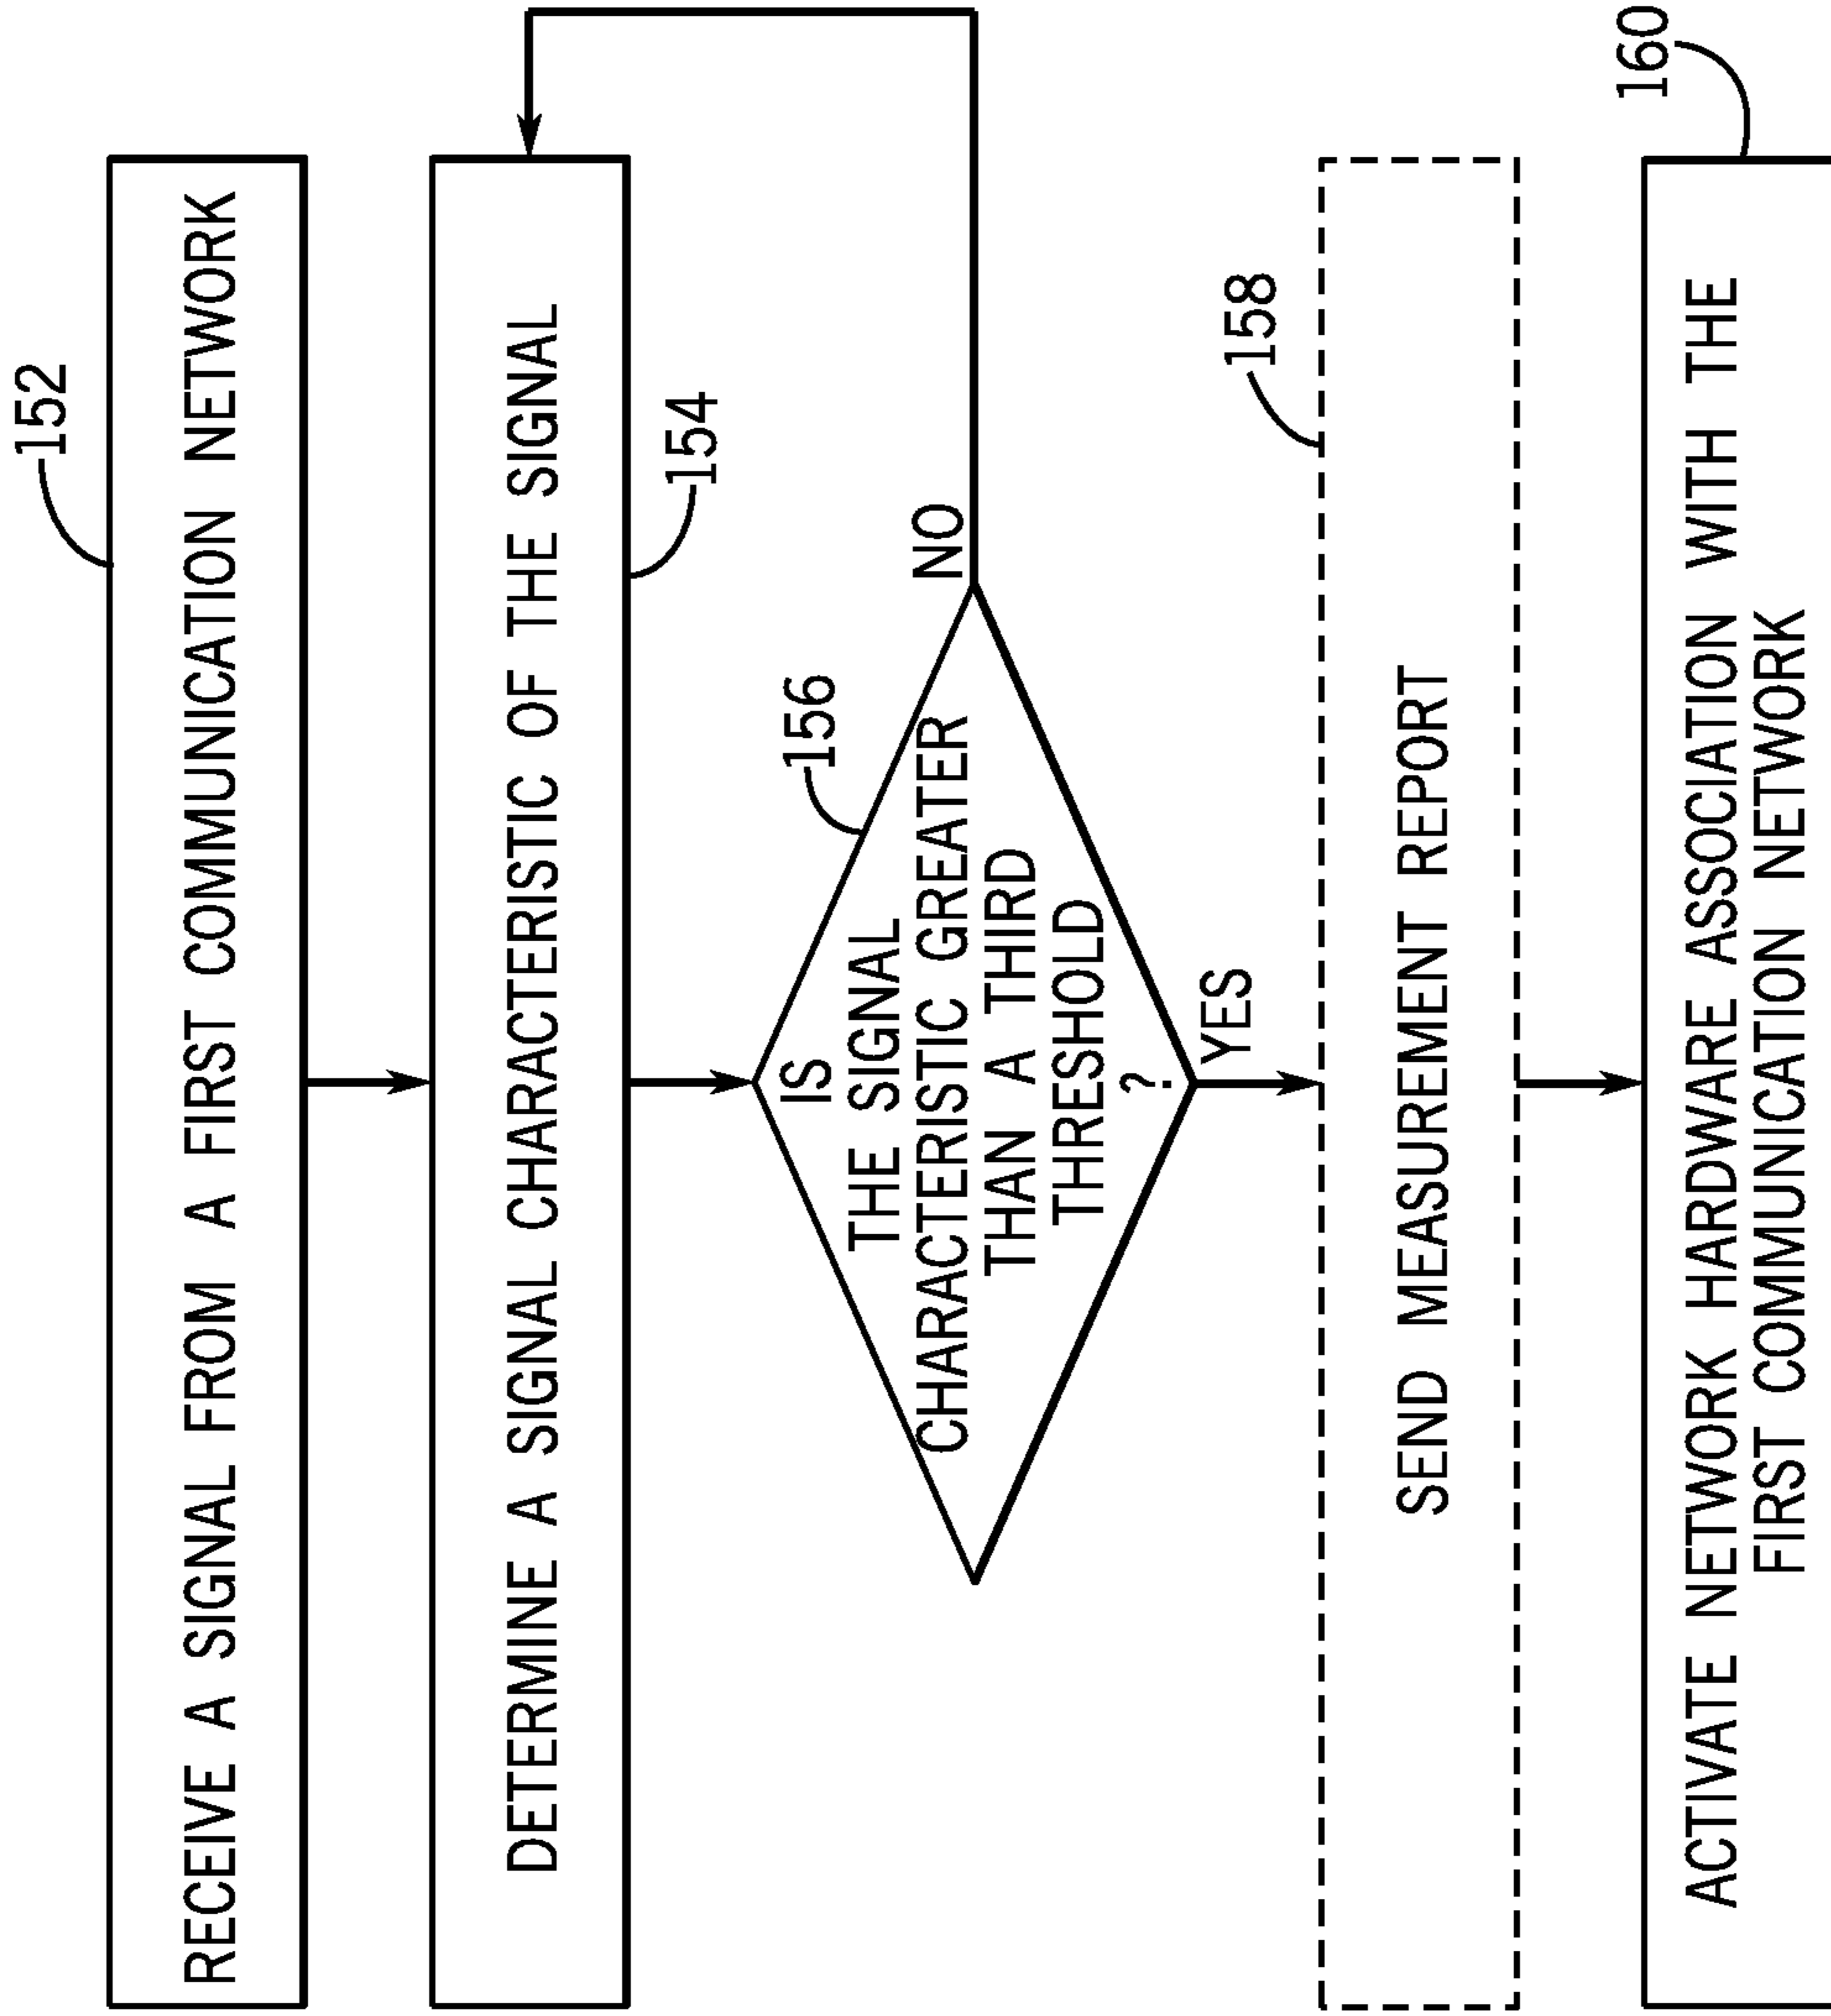 152
RECEIVE A SIGNAL FROM A FIRST COMMUNICATION NETWORK
DETERMINE A SIGNAL CHARACTERISTIC OF THE SIGNAL
154
156
IS
THE SIGNAL
CHARACTERISTIC GREATER
THAN A THIRD
THRESHOLD
?
NO
YES
158
SEND MEASUREMENT REPORT
160
ACTIVATE NETWORK HARDWARE ASSOCIATION WITH THE
FIRST COMMUNICATION NETWORK